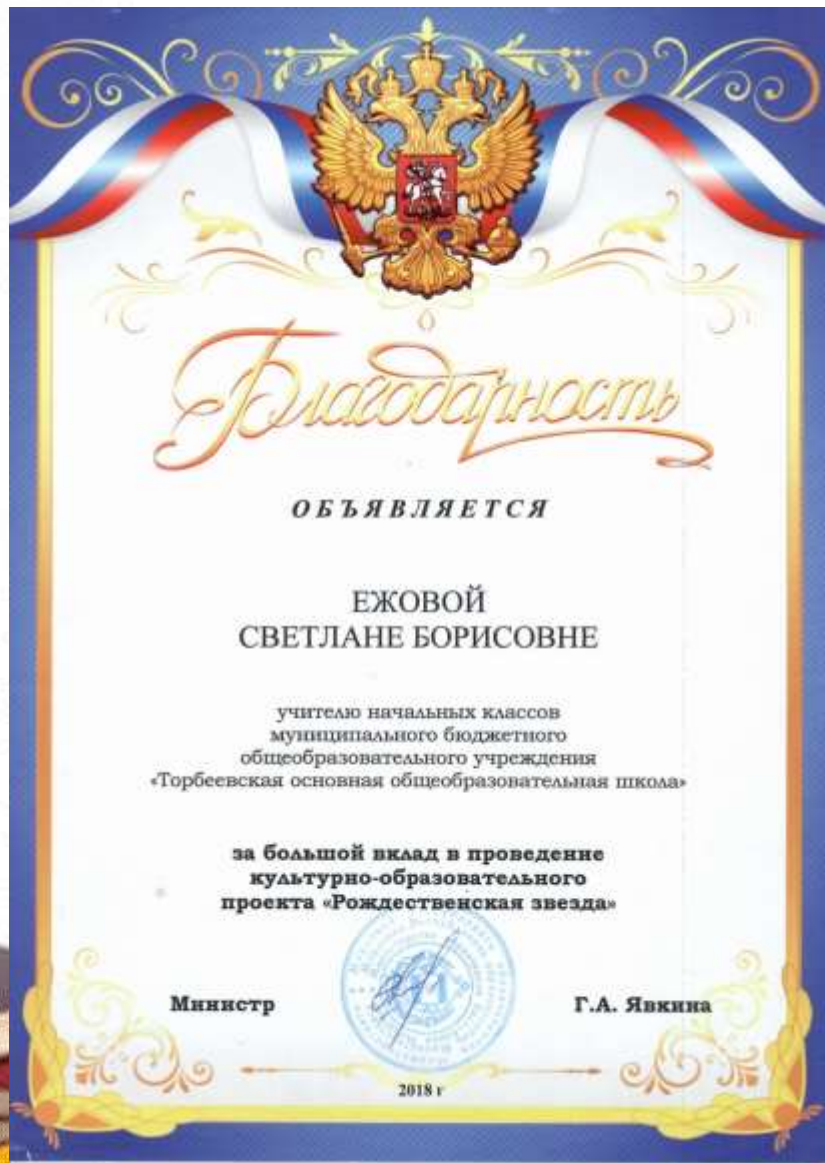 Благодарность
ОБЪЯВЛЯЕТСЯ
ЕЖОВОЙ
СВЕТЛАНЕ БОРИСОВНЕ
учителю начальных классов
муниципального бюджетного
общеобразовательного учреждения
«Торбеевская основная общеобразовательная школа»
за большой вклад в проведение
культурно-образовательного
проекта «Рождественская звезда»
Министр Г.А. Явкина
2018 г